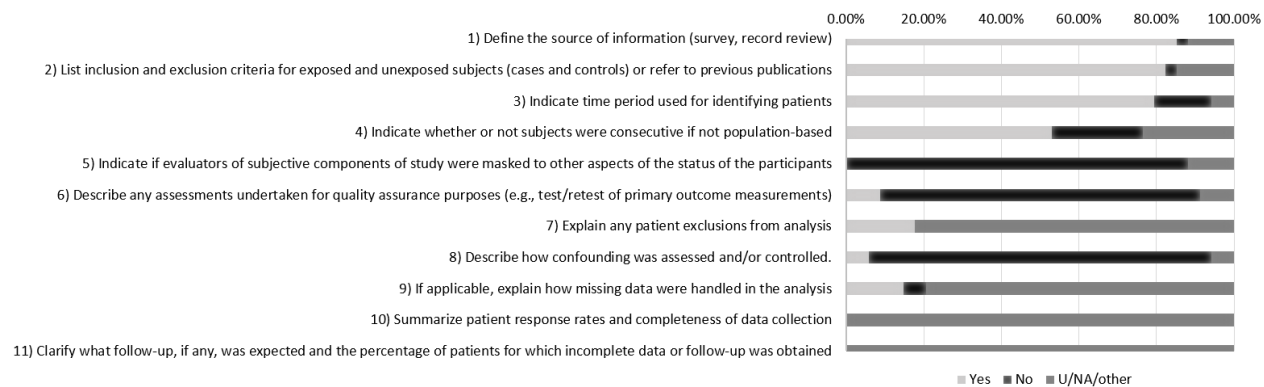 0.00% 20.00% 40.00% 60.00% 80.00% 100.00%
1) Define the source of information (survey, record review)
2) List inclusion and exclusion criteria for exposed and unexposed subjects (cases and controls) or refer to previous publications
3) Indicate time period used for identifying patients
4) Indicate whether or not subjects were consecutive if not population-based
5) Indicate if evaluators of subjective components of study were masked to other aspects of the status of the participants
6) Describe any assessments undertaken for quality assurance purposes (e.g., test/retest of primary outcome measurements)
7) Explain any patient exclusions from analysis
8) Describe how confounding was assessed and/or controlled.
9) If applicable, explain how missing data were handled in the analysis
10) Summarize patient response rates and completeness of data collection
11) Clarify what follow-up, if any, was expected and the percentage of patients for which incomplete data or follow-up was obtained
Yes No U/NA/other